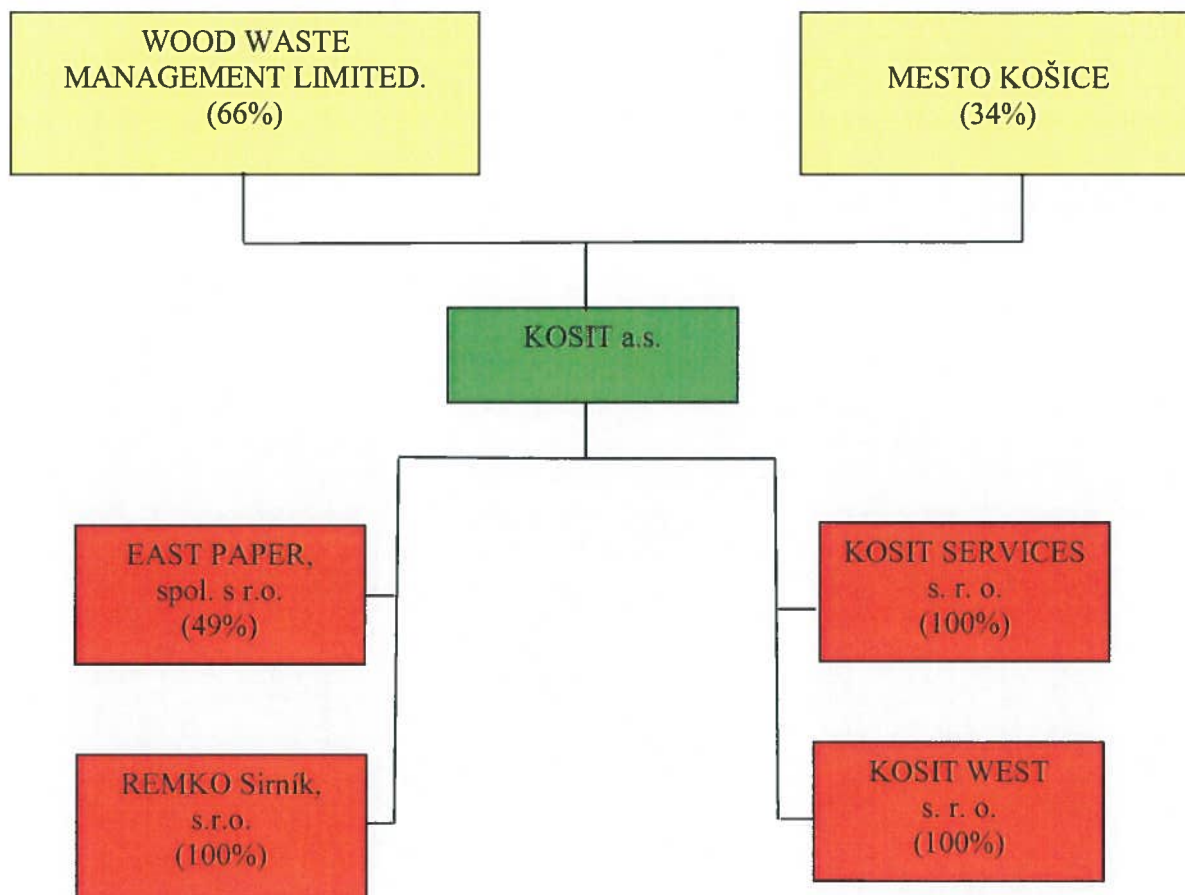 WOOD WASTE
MANAGEMENT LIMITED.
(66%)
MESTO KOŠICE
(34%)
KOSIT a.s.
EAST PAPER,
spol. s r.o.
(49%)
KOSIT SERVICES
s. r. o.
(100%)
REMKO Sirník,
s.r.o.
(100%)
KOSIT WEST
s. r. o.
(100%)